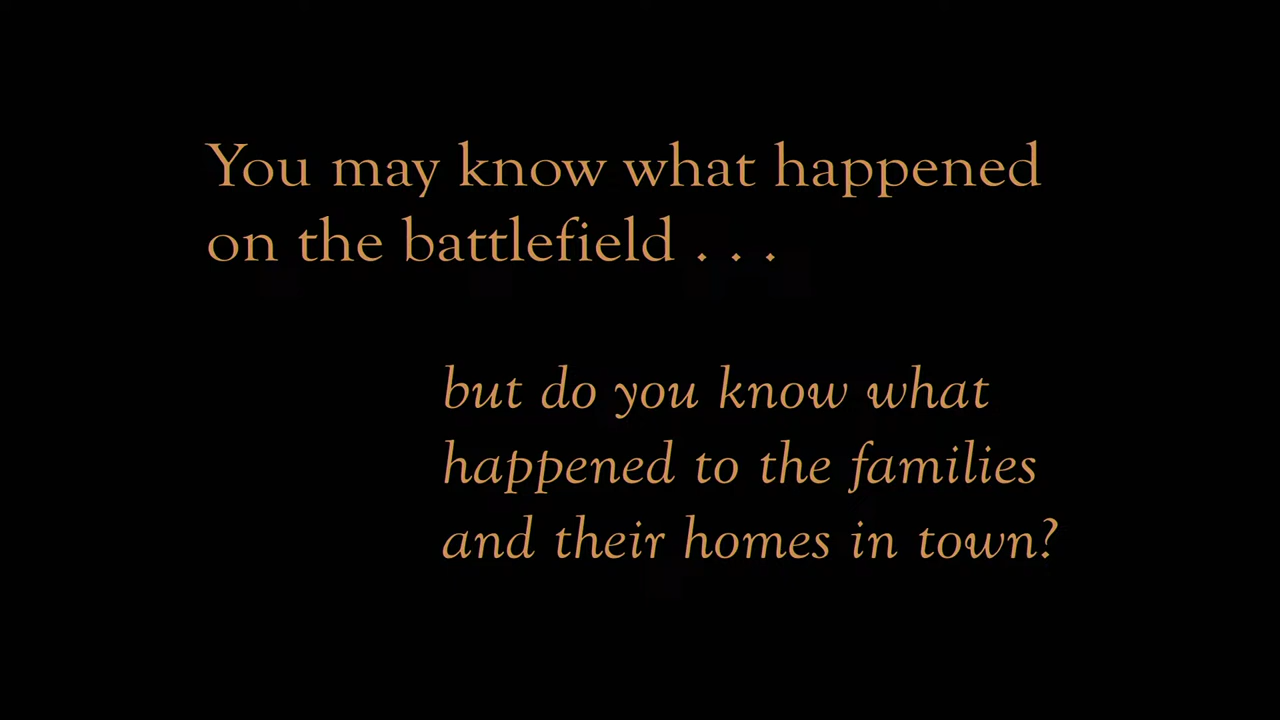 You may know what happened
on the battlefield . . .
but do you know what
happened to the families
and their homes in town?